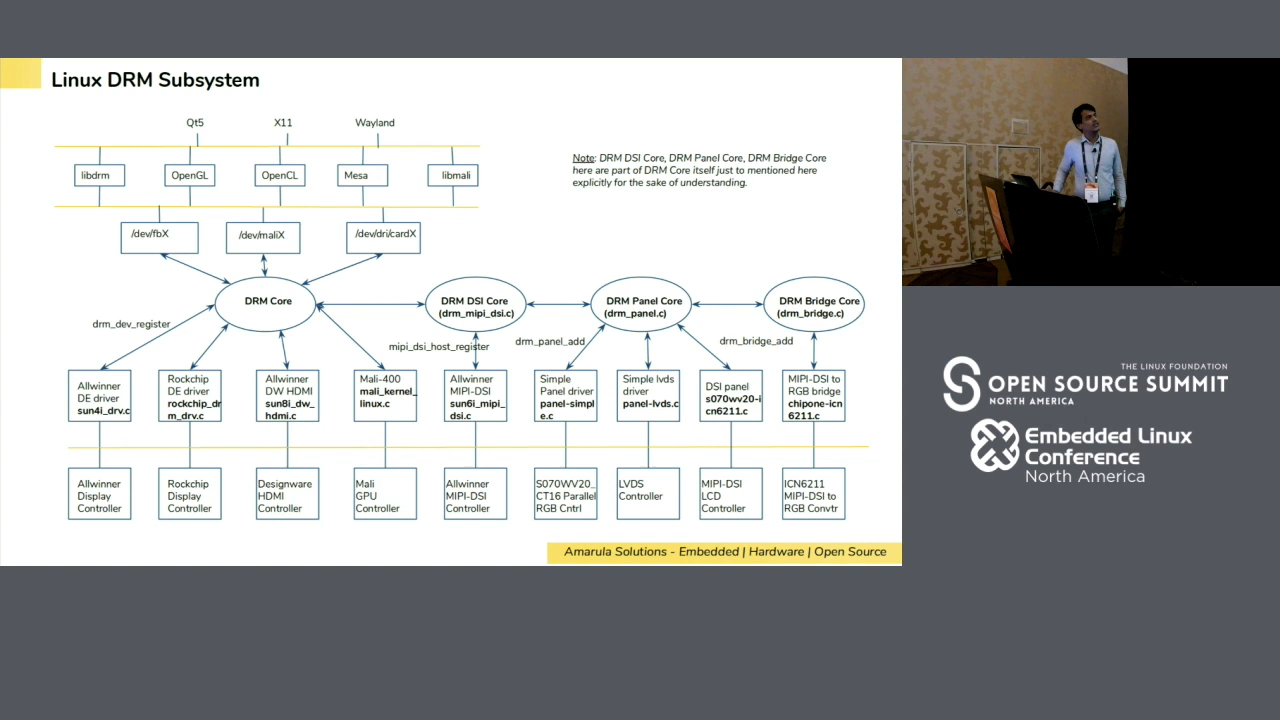 Linux DRM Subsystem
Qt5
X11
Wayland
libdrm
OpenGL
OpenCL
Mesa
libmali
Note: DRM DSI Core, DRM Panel Core, DRM Bridge Core
here are part of DRM Core itself just to mentioned here
explicitly for the sake of understanding.
/dev/fbX
/dev/maliX
/dev/dri/cardX
DRM Core
DRM DSI Core
(drm_mipi_dsi.c)
DRM Panel Core
(drm_panel.c)
DRM Bridge Core
(drm_bridge.c)
drm_dev_register
mipi_dsi_host_register
drm_panel_add
drm_bridge_add
Allwinner
DE driver
sun4i_drv.c
Rockchip
DE driver
rockchip_dr
m_drv.c
Allwinner
DW HDMI
sun8i_dw_
hdmi.c
Mali-400
mali_kernel_
linux.c
Allwinner
MIPI-DSI
sun6i_mipi_
dsi.c
Simple
Panel driver
panel-simpl
e.c
Simple lvds
driver
panel-lvds.c
DSI panel
s070wv20-i
cn6211.c
MIPI-DSI to
RGB bridge
chipone-icn
6211.c
Allwinner
Display
Controller
Rockchip
Display
Controller
Designware
HDMI
Controller
Mali
GPU
Controller
Allwinner
MIPI-DSI
Controller
S070WV20_
CT16 Parallel
RGB Cntrl
LVDS
Controller
MIPI-DSI
LCD
Controller
ICN6211
MIPI-DSI to
RGB Convtr
Amarula Solutions - Embedded | Hardware | Open Source
THE LINUX FOUNDATION
OPEN SOURCE SUMMIT
NORTH AMERICA
Embedded Linux
Conference
North America